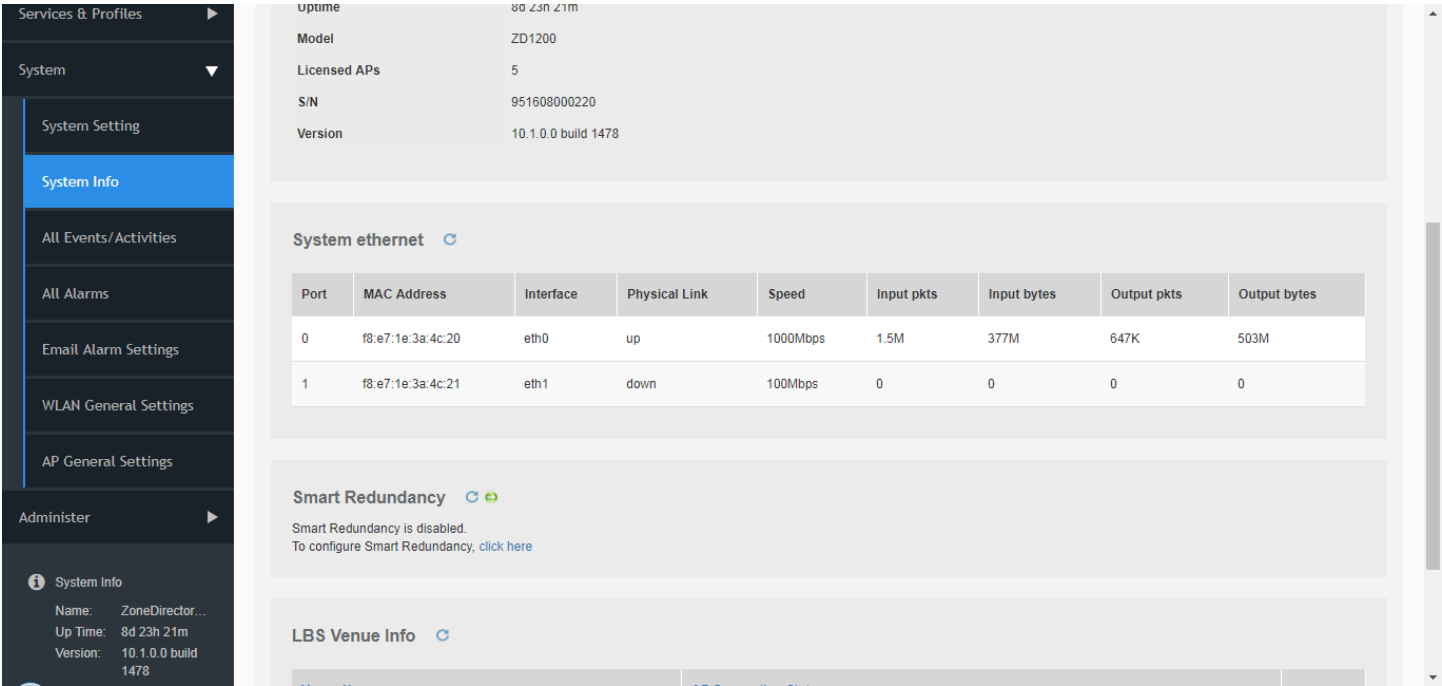 Services & Profiles
System
System Setting
System Info
All Events/Activities
All Alarms
Email Alarm Settings
WLAN General Settings
AP General Settings
Administer
System Info
Name: ZoneDirector...
Up Time: 8d 23h 21m
Version: 10.1.0.0 build
1478
Uptime 8d 23h 21m
Model ZD1200
Licensed APs 5
S/N 951608000220
Version 10.1.0.0 build 1478
System ethernet
Port MAC Address Interface Physical Link Speed Input pkts Input bytes Output pkts Output bytes
0 f8:e7:1e:3a:4c:20 eth0 up 1000Mbps 1.5M 377M 647K 503M
1 f8:e7:1e:3a:4c:21 eth1 down 100Mbps 0 0 0 0
Smart Redundancy
Smart Redundancy is disabled.
To configure Smart Redundancy, click here
LBS Venue Info